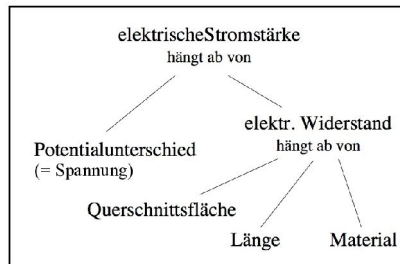 elektrischeStromstärke
hängt ab von
Potentialunterschied
(= Spannung)
elektr. Widerstand
hängt ab von
Querschnittsfläche
Länge
Material